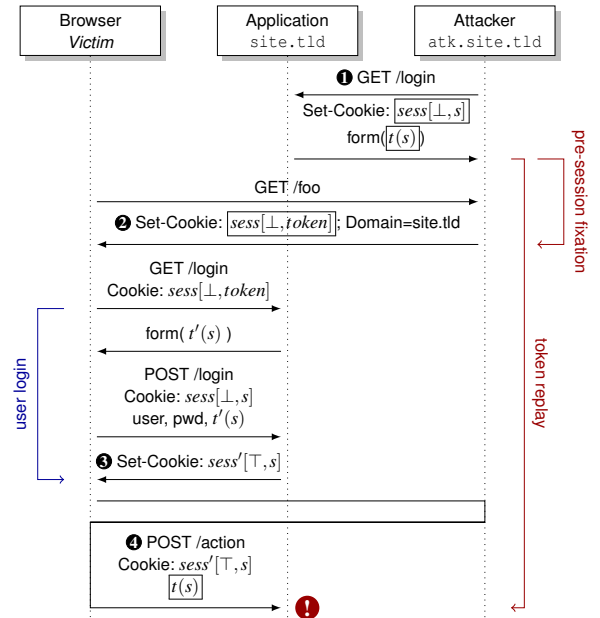 Browser
Victim
Application
site.tld
Attacker
atk.site.tld
❶ GET /login
Set-Cookie: sess[⊥,s]
form(t(s))
GET /foo
❷ Set-Cookie: sess[⊥,token]; Domain=site.tld
pre-session fixation
GET /login
Cookie: sess[⊥,token]
form( t′(s) )
POST /login
Cookie: sess[⊥,s]
user, pwd, t′(s)
❸ Set-Cookie: sess′[⊤,s]
user login
token replay
❹ POST /action
Cookie: sess′[⊤,s]
t(s)
!